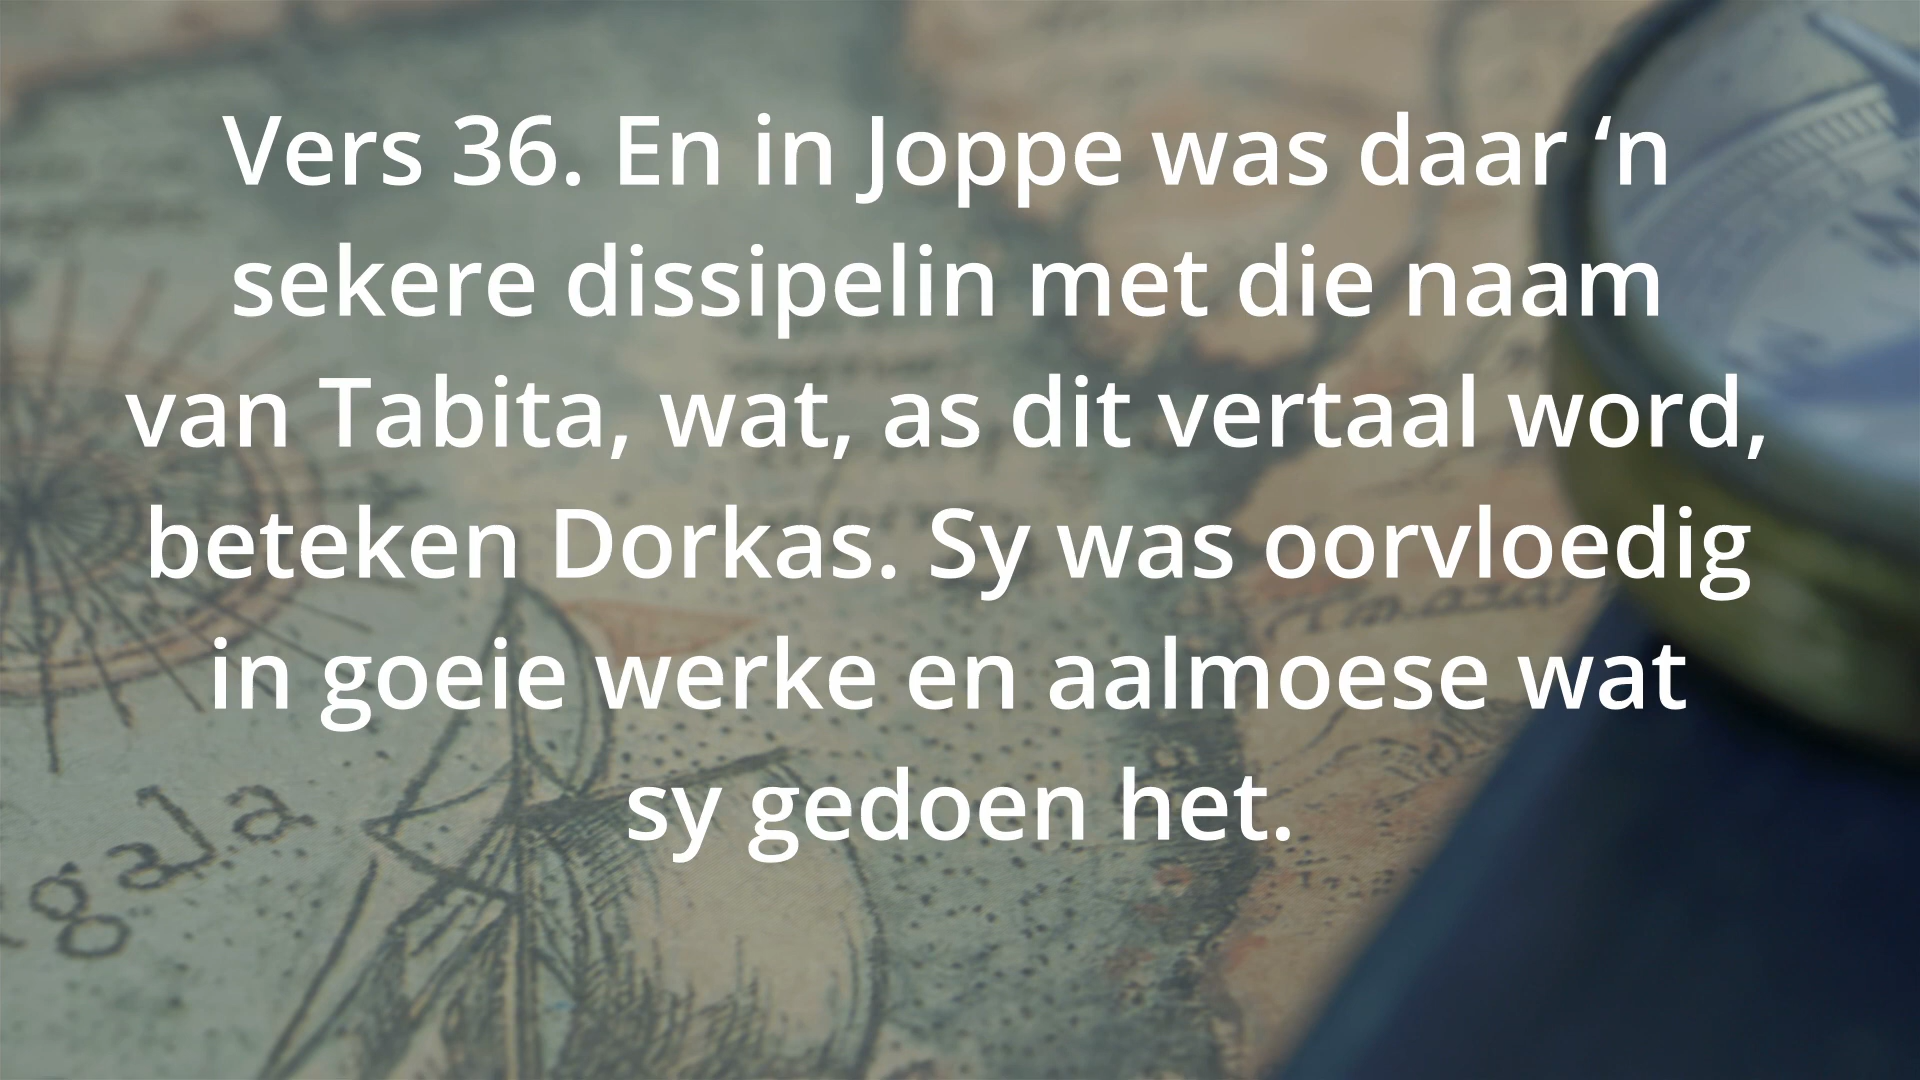 Vers 36. En in Joppe was daar ‘n
sekere dissipelin met die naam
van Tabita, wat, as dit vertaal word,
beteken Dorkas. Sy was oorvloedig
in goeie werke en aalmoese wat
sy gedoen het.
gala